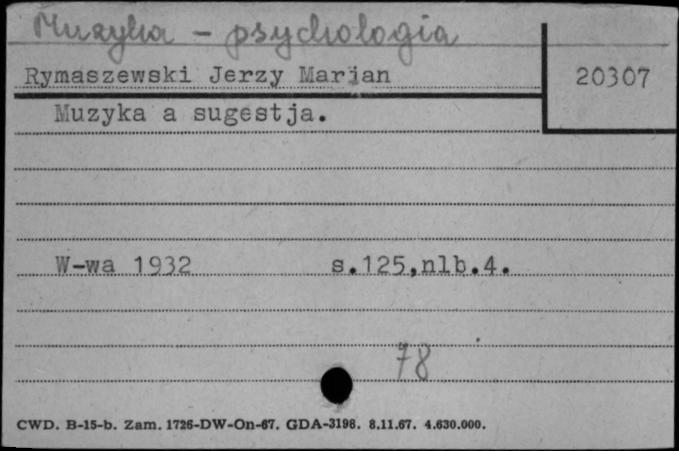 Muzyka - psychologia
Rymaszewski Jerzy Marjan
20307
Muzyka a sugestja.
W-wa 1932 s.125,nlb.4.
78
CWD. B-15-b. Zam. 1726-DW-On-67. GDA-3198. 8.11.67. 4.630.000.